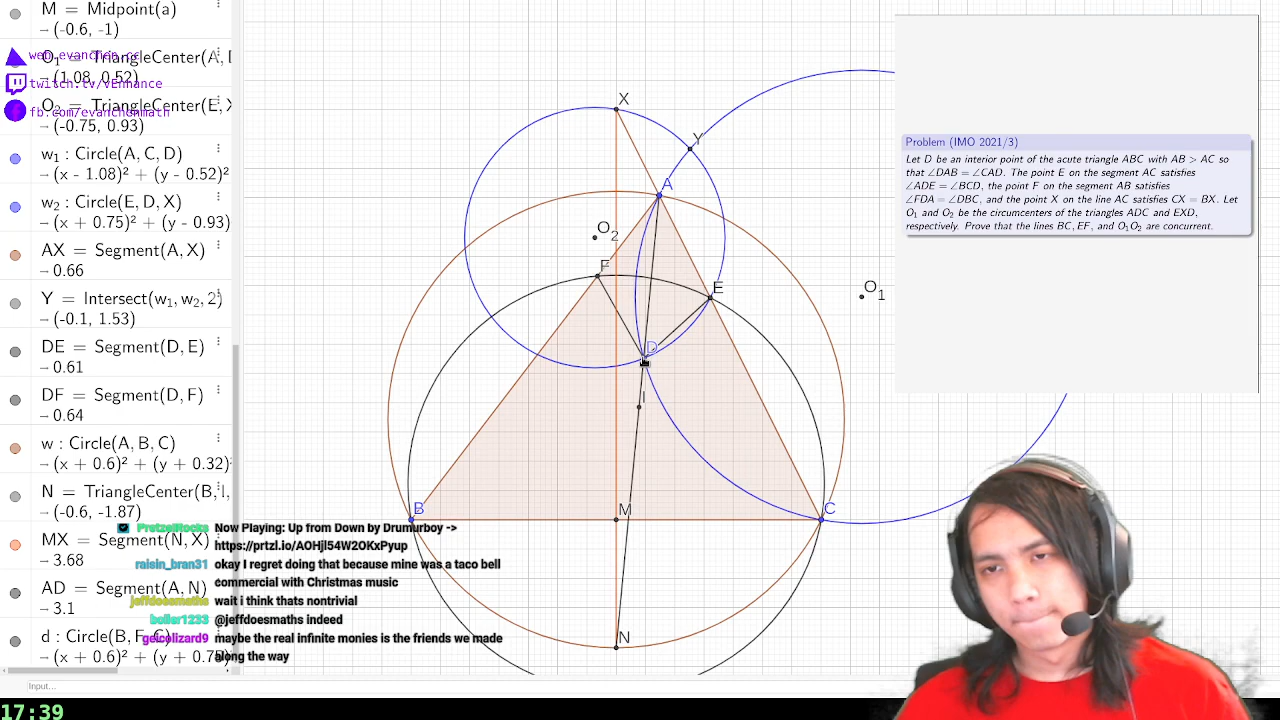 M = Midpoint(a)
→ (-0.6, -1)
web.evanchen.cc
O₁ = TriangleCenter(A, D
→ (1.08, 0.52)
twitch.tv/vEnhance
O₂ = TriangleCenter(E, X
fb.com/evanchenmath
→ (-0.75, 0.93)
w₁ : Circle(A, C, D)
→ (x - 1.08)² + (y - 0.52)²
w₂ : Circle(E, D, X)
→ (x + 0.75)² + (y - 0.93)
AX = Segment(A, X)
→ 0.66
Y = Intersect(w₁, w₂, 2)
→ (-0.1, 1.53)
DE = Segment(D, E)
→ 0.61
DF = Segment(D, F)
→ 0.64
w : Circle(A, B, C)
→ (x + 0.6)² + (y + 0.32)²
N = TriangleCenter(B, I,
→ (-0.6, -1.87)
MX = Segment(N, X)
→ 3.68
AD = Segment(A, N)
→ 3.1
d : Circle(B, F, C)
→ (x + 0.6)² + (y + 0.75)
Input...
17:39
PretzelRocks Now Playing: Up from Down by Drumurboy ->
https://prtzl.io/AOHjl54W2OKxPyup
raisin_bran31 okay I regret doing that because mine was a taco bell
commercial with Christmas music
jeffdoesmaths wait i think thats nontrivial
boiler1233 @jeffdoesmaths indeed
geicolizard9 maybe the real infinite monies is the friends we made
along the way
X
Y
A
O₂
F
E
O₁
D
I
B
M
C
N
Problem (IMO 2021/3)
Let D be an interior point of the acute triangle ABC with AB > AC so
that ∠DAB = ∠CAD. The point E on the segment AC satisfies
∠ADE = ∠BCD, the point F on the segment AB satisfies
∠FDA = ∠DBC, and the point X on the line AC satisfies CX = BX. Let
O₁ and O₂ be the circumcenters of the triangles ADC and EXD,
respectively. Prove that the lines BC, EF, and O₁O₂ are concurrent.